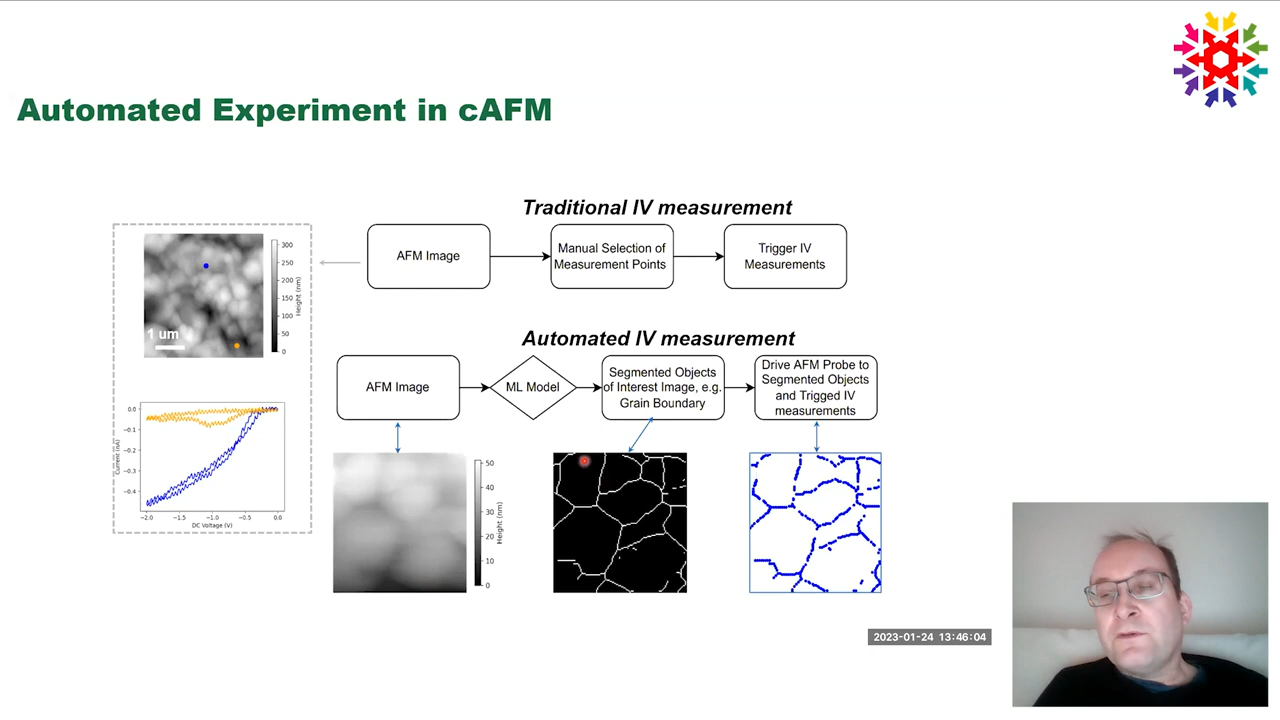 Automated Experiment in cAFM
Traditional IV measurement
AFM Image
Manual Selection of
Measurement Points
Trigger IV
Measurements
1 um
300
250
200
150
100
50
0
Height (nm)
Automated IV measurement
AFM Image
ML Model
Segmented Objects
of Interest Image, e.g.
Grain Boundary
Drive AFM Probe to
Segmented Objects
and Trigged IV
measurements
0.0
−0.1
−0.2
−0.3
−0.4
Current (nA)
−2.0 −1.5 −1.0 −0.5 0.0
DC Voltage (V)
50
40
30
20
10
0
Height (nm)
2023-01-24 13:46:04